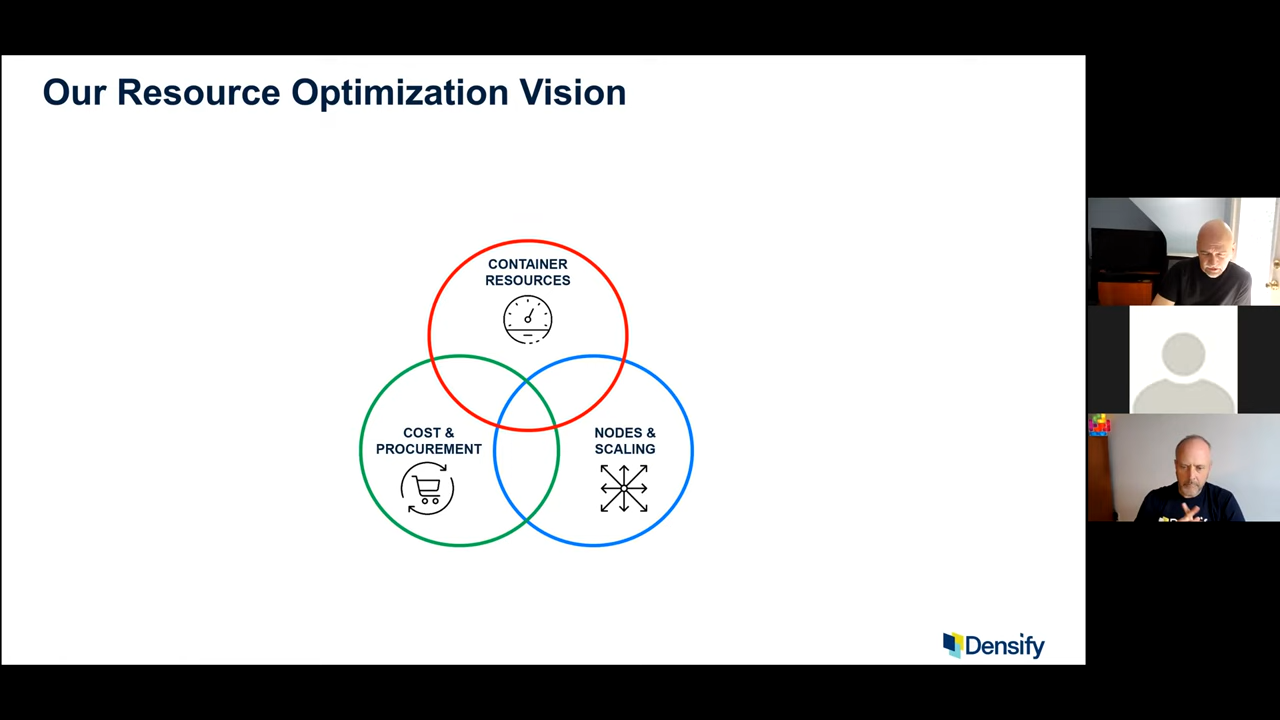 Our Resource Optimization Vision
CONTAINER
RESOURCES
COST &
PROCUREMENT
NODES &
SCALING
Densify